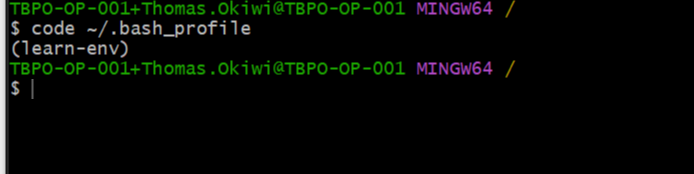 TBPO-OP-001+Thomas.Okiwi@TBPO-OP-001 MINGW64 /
$ code ~/.bash_profile
(learn-env)
TBPO-OP-001+Thomas.Okiwi@TBPO-OP-001 MINGW64 /
$